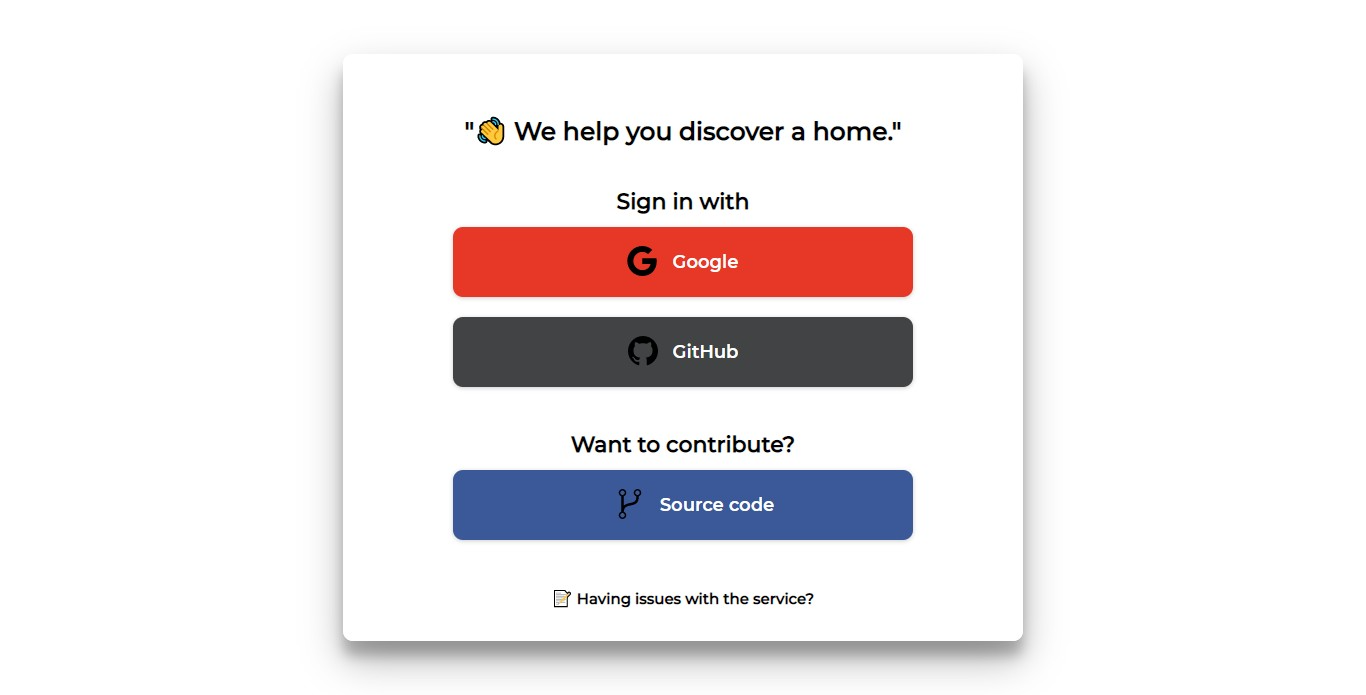 "👋 We help you discover a home."
Sign in with
Google
GitHub
Want to contribute?
Source code
📝 Having issues with the service?